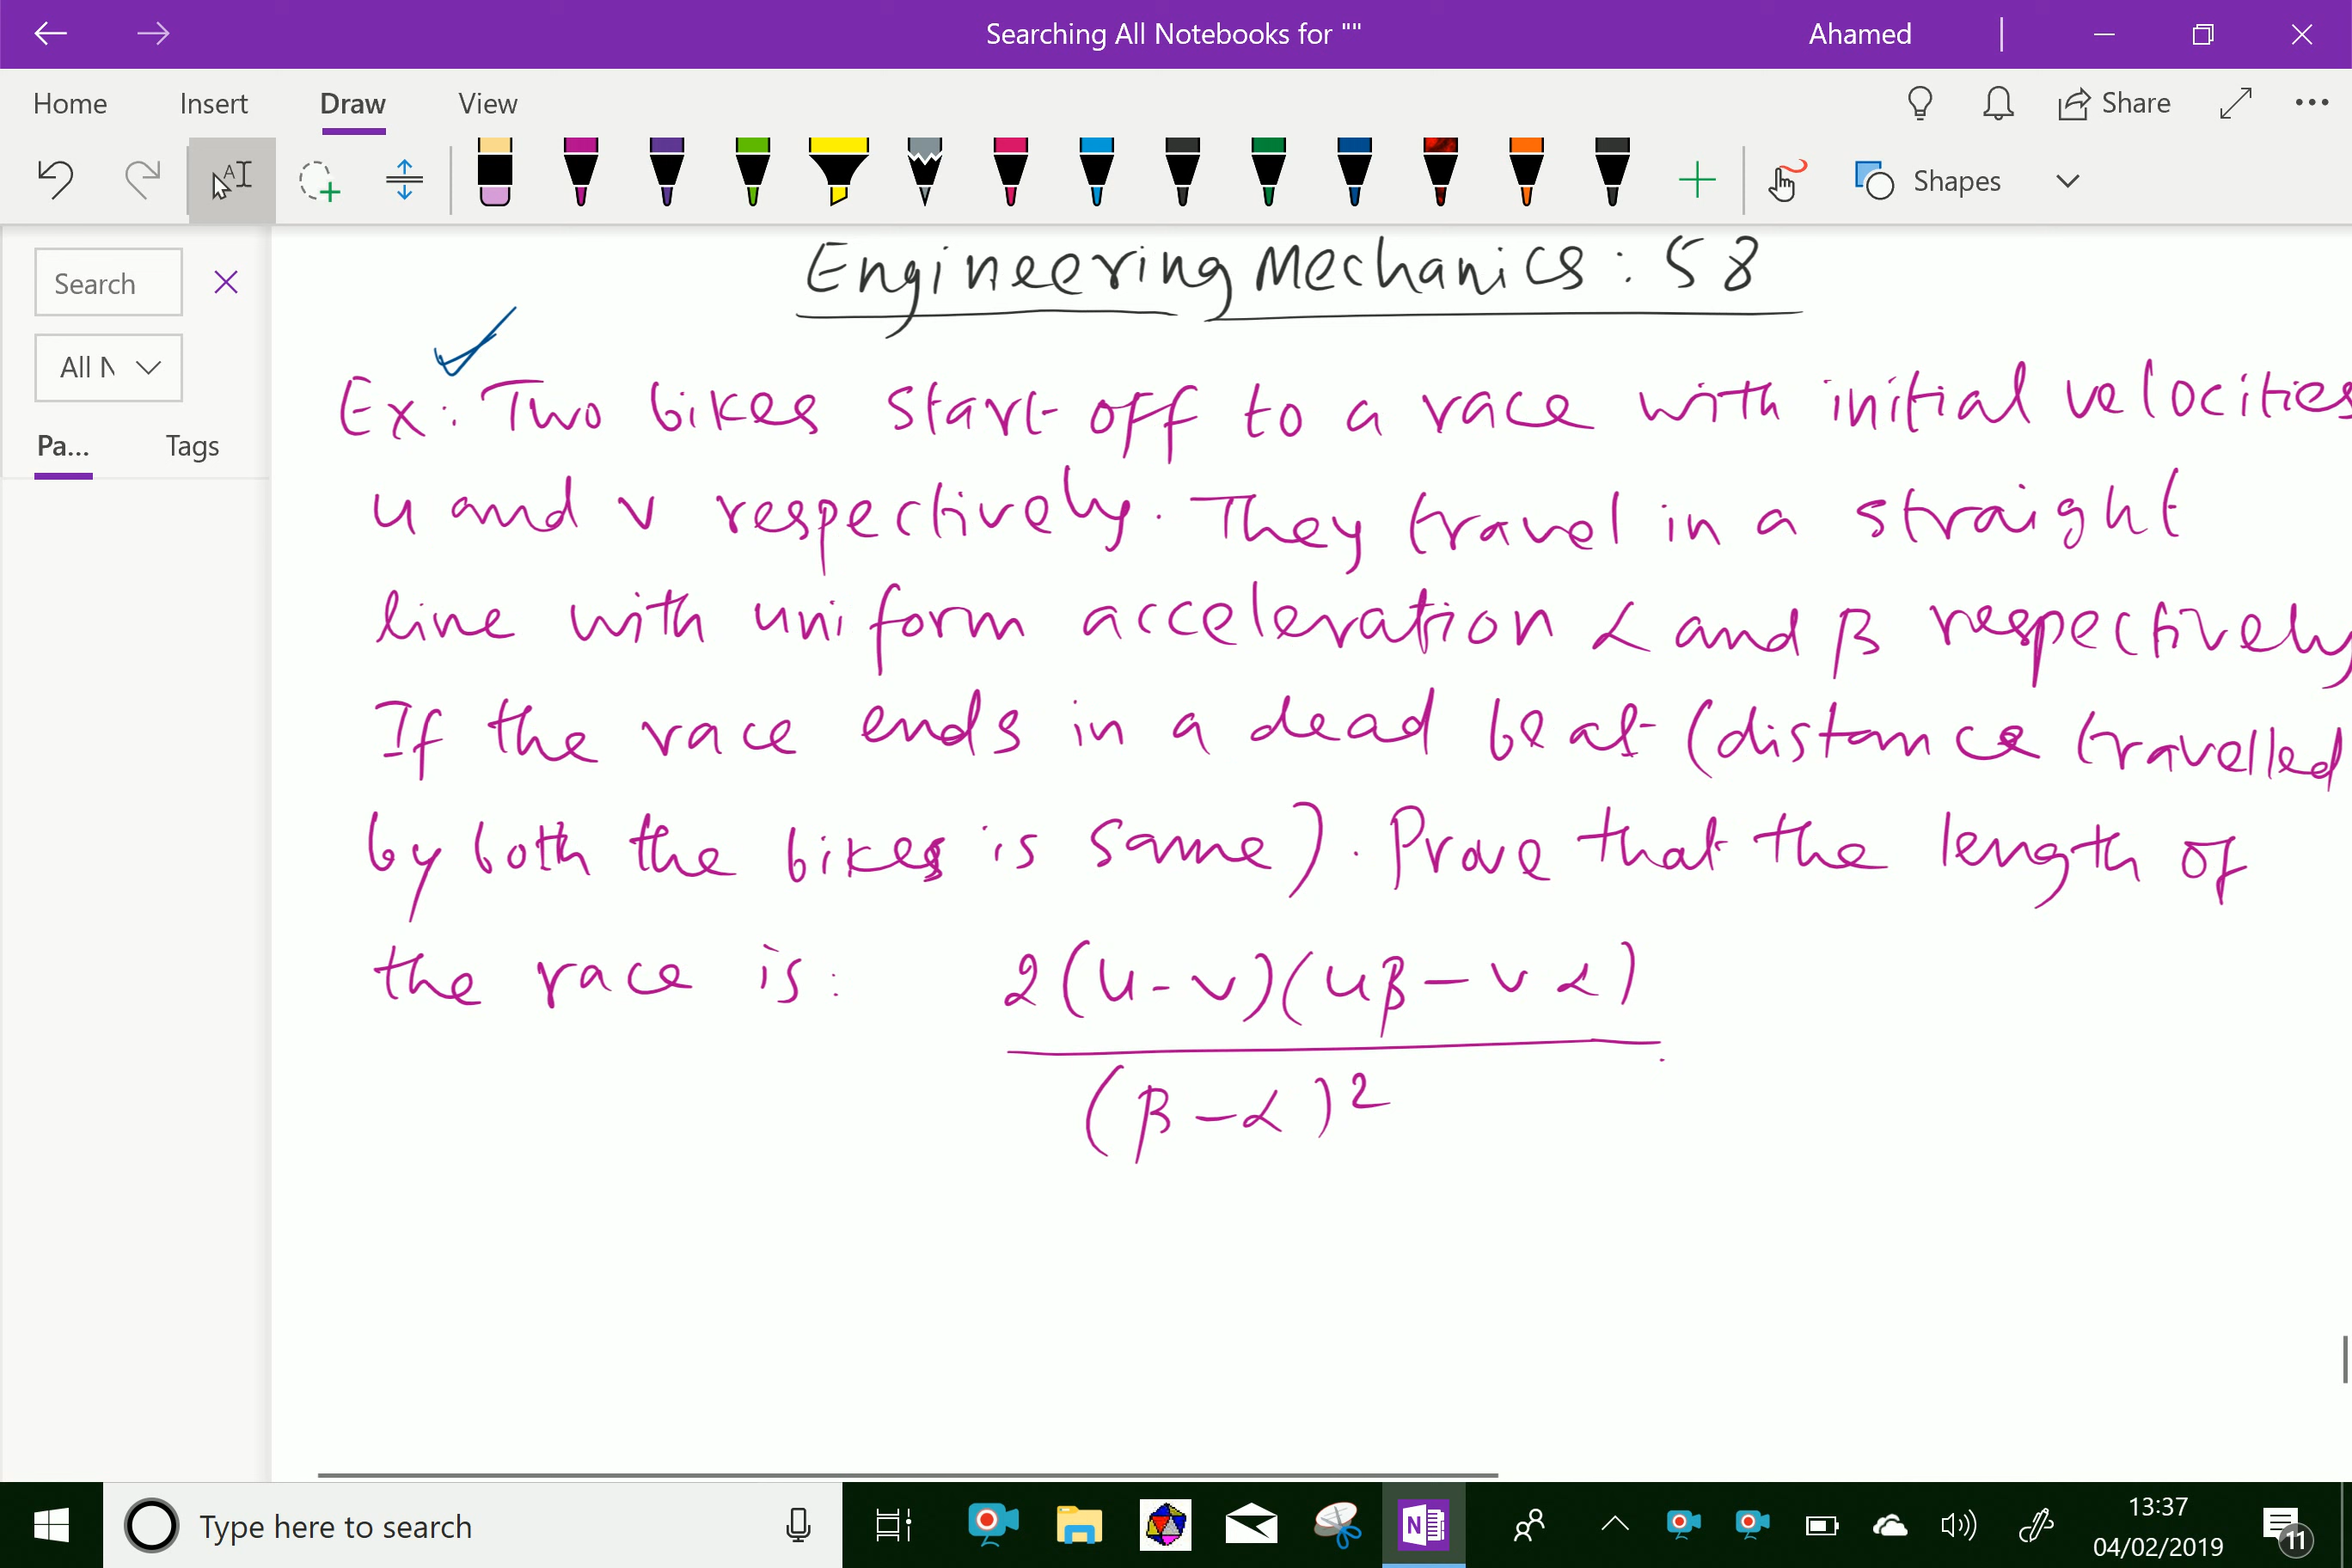 Searching All Notebooks for ""
Ahamed
Home Insert Draw View
Share
Shapes
Search
All N
Pa... Tags
Engineering Mechanics : 58
Ex: Two bikes start off to a race with initial velocities
u and v respectively. They travel in a straight
line with uniform acceleration α and β respectively
If the race ends in a dead beat (distance travelled
by both the bikes is same). Prove that the length of
the race is: 2(u-v)(uβ-vα)
(β-α)²
Type here to search
13:37
04/02/2019
11